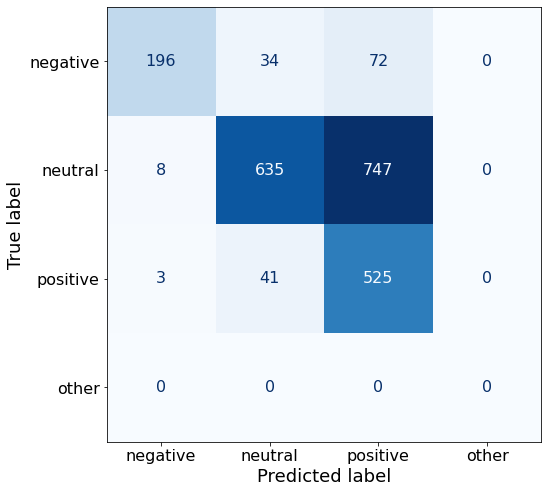 negative 196 34 72 0
neutral 8 635 747 0
positive 3 41 525 0
other 0 0 0 0
negative neutral positive other
Predicted label
True label